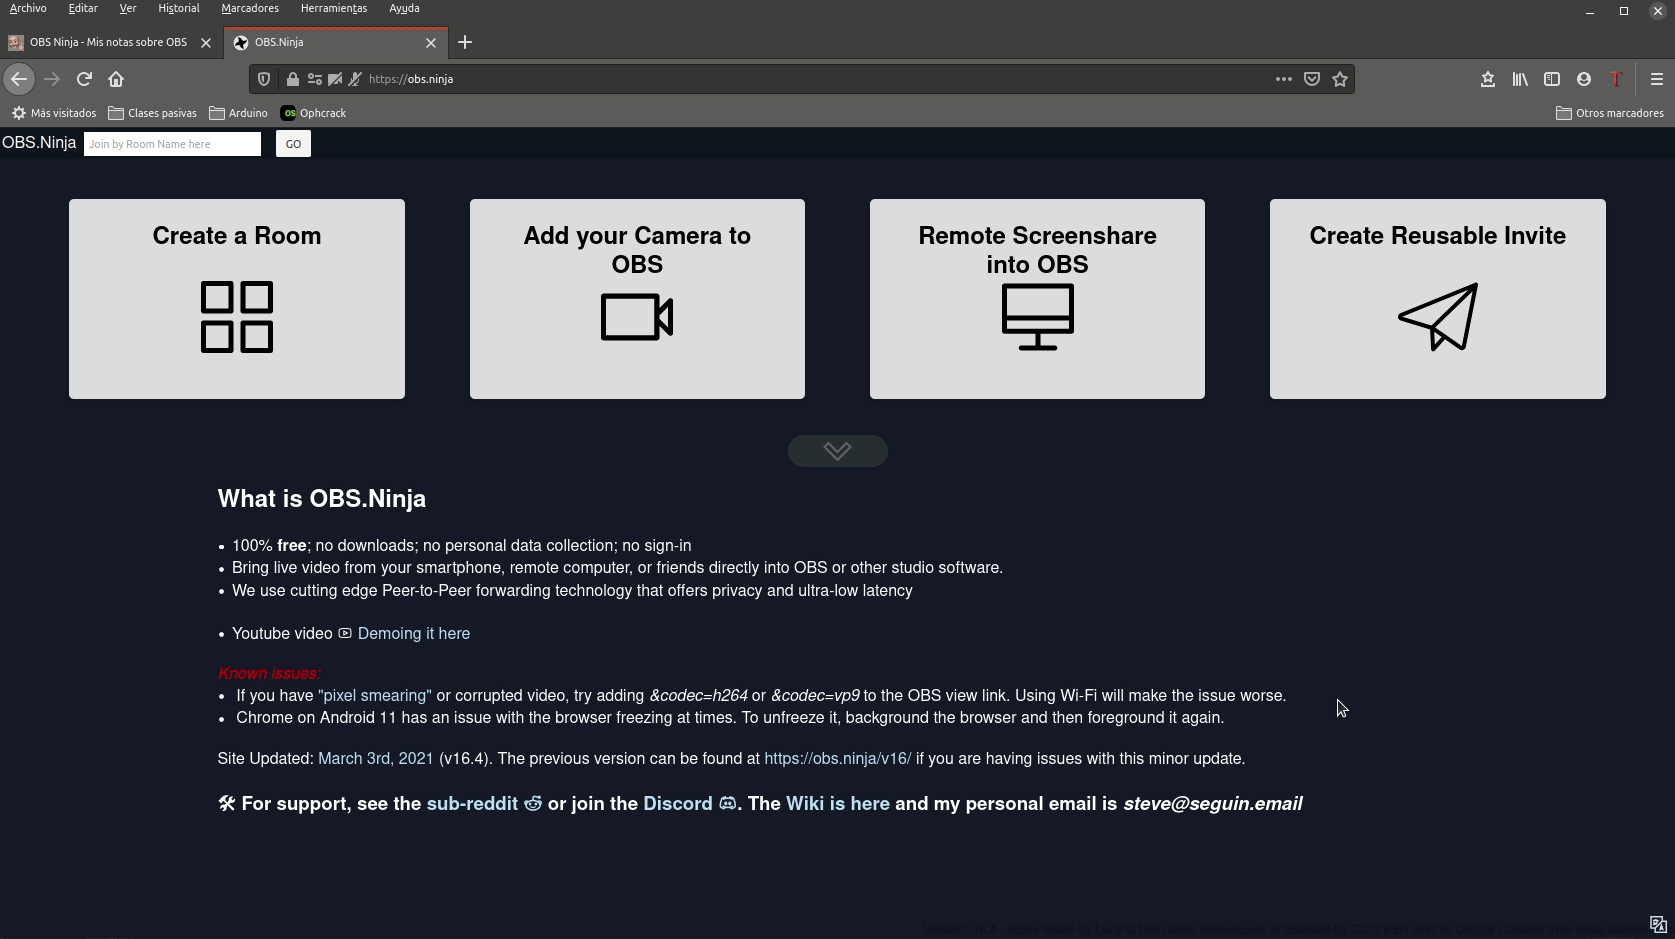 Archivo Editar Ver Historial Marcadores Herramientas Ayuda
OBS Ninja - Mis notas sobre OBS
OBS.Ninja
https://obs.ninja
Más visitados Clases pasivas Arduino OS Ophcrack Otros marcadores
OBS.Ninja Join by Room Name here GO
Create a Room
Add your Camera to
OBS
Remote Screenshare
into OBS
Create Reusable Invite
What is OBS.Ninja
• 100% free; no downloads; no personal data collection; no sign-in
• Bring live video from your smartphone, remote computer, or friends directly into OBS or other studio software.
• We use cutting edge Peer-to-Peer forwarding technology that offers privacy and ultra-low latency
• Youtube video Demoing it here
Known issues:
• If you have "pixel smearing" or corrupted video, try adding &codec=h264 or &codec=vp9 to the OBS view link. Using Wi-Fi will make the issue worse.
• Chrome on Android 11 has an issue with the browser freezing at times. To unfreeze it, background the browser and then foreground it again.
Site Updated: March 3rd, 2021 (v16.4). The previous version can be found at https://obs.ninja/v16/ if you are having issues with this minor update.
🛠 For support, see the sub-reddit or join the Discord. The Wiki is here and my personal email is steve@seguin.email